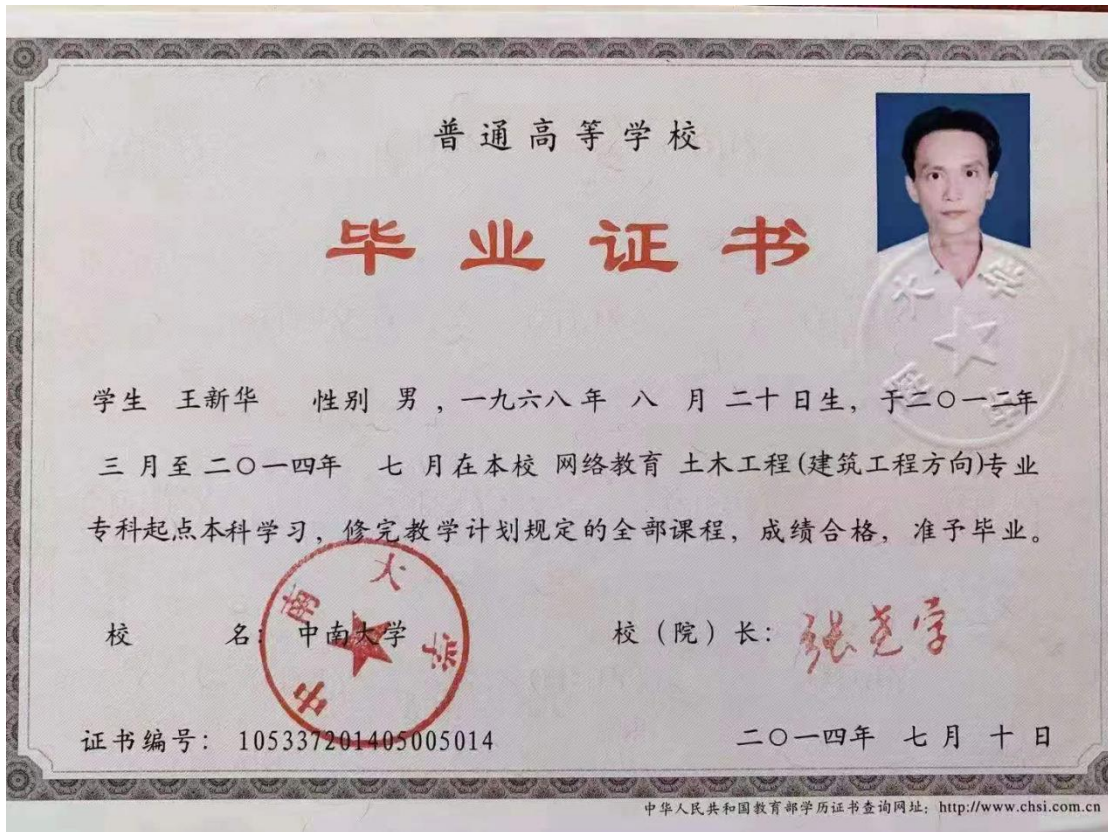 普通高等学校
毕业证书
学生 王新华 性别 男 ，一九六八年 八 月 二十 日生，于二〇一二年
三 月至 二〇一四年 七 月在本校 网络教育 土木工程(建筑工程方向)专业
专科起点本科学习，修完教学计划规定的全部课程，成绩合格，准予毕业。
校 名：中南大学 校（院）长：张尧学
中南大学
证书编号：105337201405005014 二〇一四年 七 月 十 日
中华人民共和国教育部学历证书查询网址：http://www.chsi.com.cn